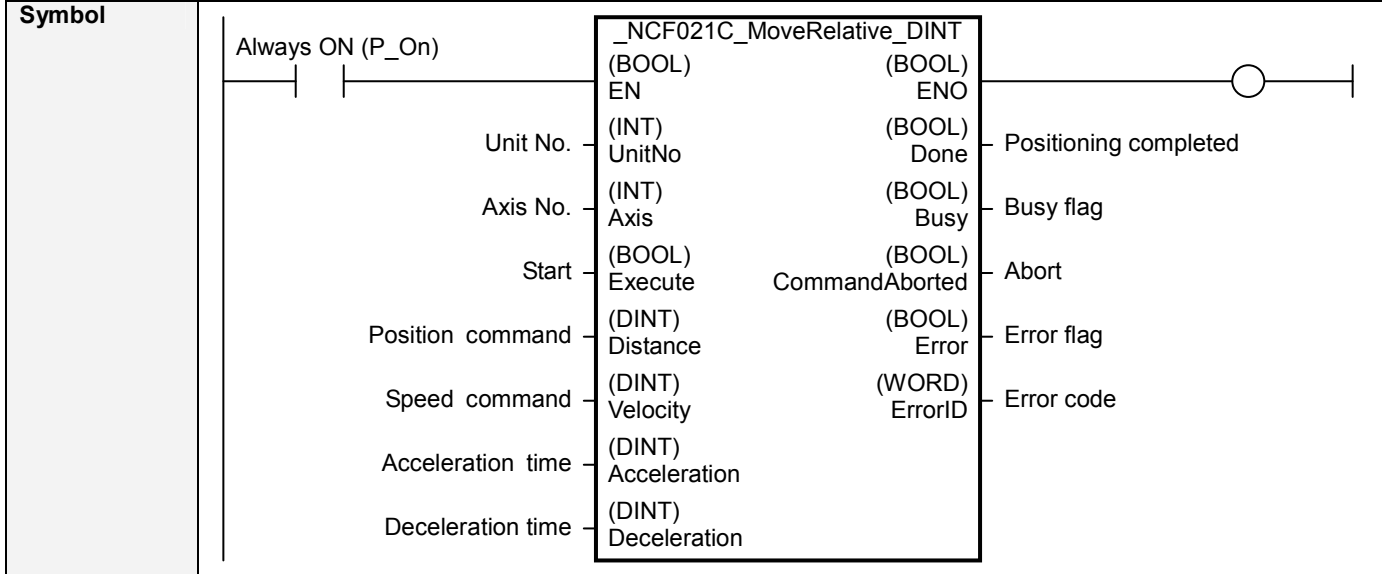 Symbol
Always ON (P_On)
_NCF021C_MoveRelative_DINT
(BOOL) (BOOL)
EN ENO
(INT) (BOOL)
Unit No. UnitNo Done Positioning completed
(INT) (BOOL)
Axis No. Axis Busy Busy flag
(BOOL) (BOOL)
Start Execute CommandAborted Abort
(DINT) (BOOL)
Position command Distance Error Error flag
(DINT) (WORD)
Speed command Velocity ErrorID Error code
(DINT)
Acceleration time Acceleration
(DINT)
Deceleration time Deceleration